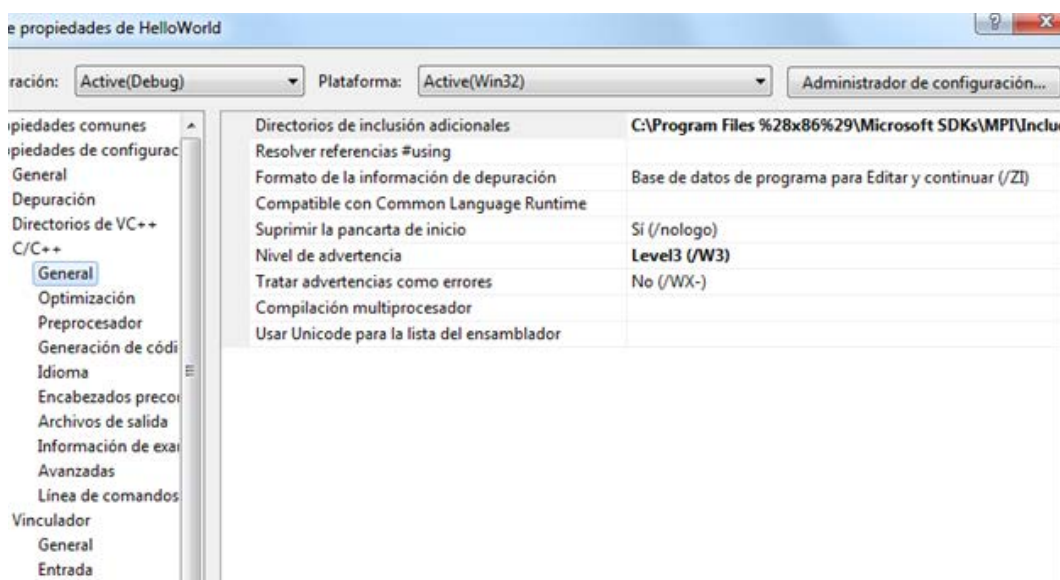 e propiedades de HelloWorld
ración: Active(Debug) Plataforma: Active(Win32) Administrador de configuración...
opiedades comunes
opiedades de configurac
General
Depuración
Directorios de VC++
C/C++
General
Optimización
Preprocesador
Generación de códi
Idioma
Encabezados preco
Archivos de salida
Información de exa
Avanzadas
Línea de comandos
Vinculador
General
Entrada
Directorios de inclusión adicionales C:\Program Files %28x86%29\Microsoft SDKs\MPI\Inclu
Resolver referencias #using
Formato de la información de depuración Base de datos de programa para Editar y continuar (/ZI)
Compatible con Common Language Runtime
Suprimir la pancarta de inicio Sí (/nologo)
Nivel de advertencia Level3 (/W3)
Tratar advertencias como errores No (/WX-)
Compilación multiprocesador
Usar Unicode para la lista del ensamblador